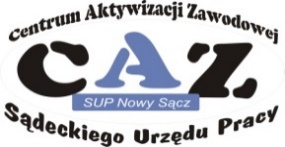 Centrum Aktywizacji Zawodowej
CAZ
SUP Nowy Sącz
Sądeckiego Urzędu Pracy